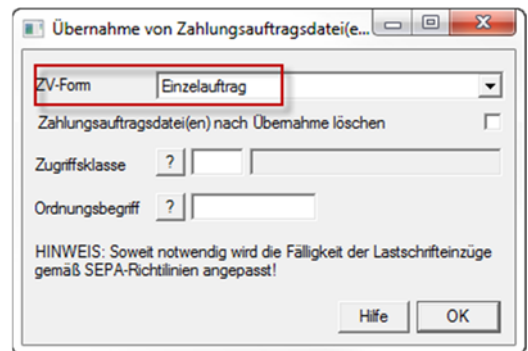 Übernahme von Zahlungsauftragsdatei(e...
ZV-Form Einzelauftrag
Zahlungsauftragsdatei(en) nach Übernahme löschen
Zugriffsklasse ?
Ordnungsbegriff ?
HINWEIS: Soweit notwendig wird die Fälligkeit der Lastschrifteinzüge
gemäß SEPA-Richtilinien angepasst!
Hilfe OK